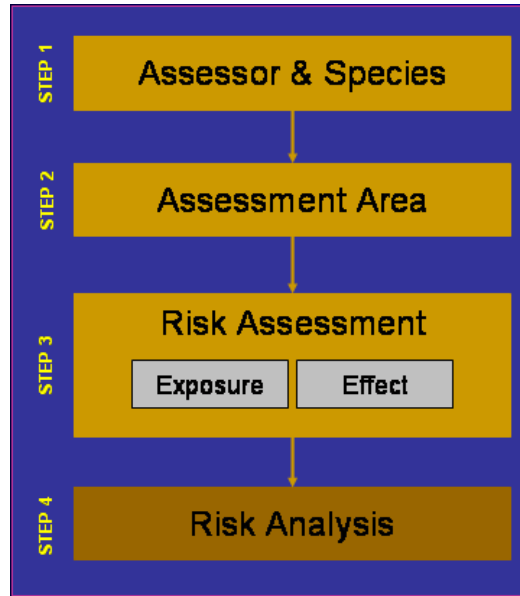 STEP 1
Assessor & Species
STEP 2
Assessment Area
STEP 3
Risk Assessment
Exposure
Effect
STEP 4
Risk Analysis